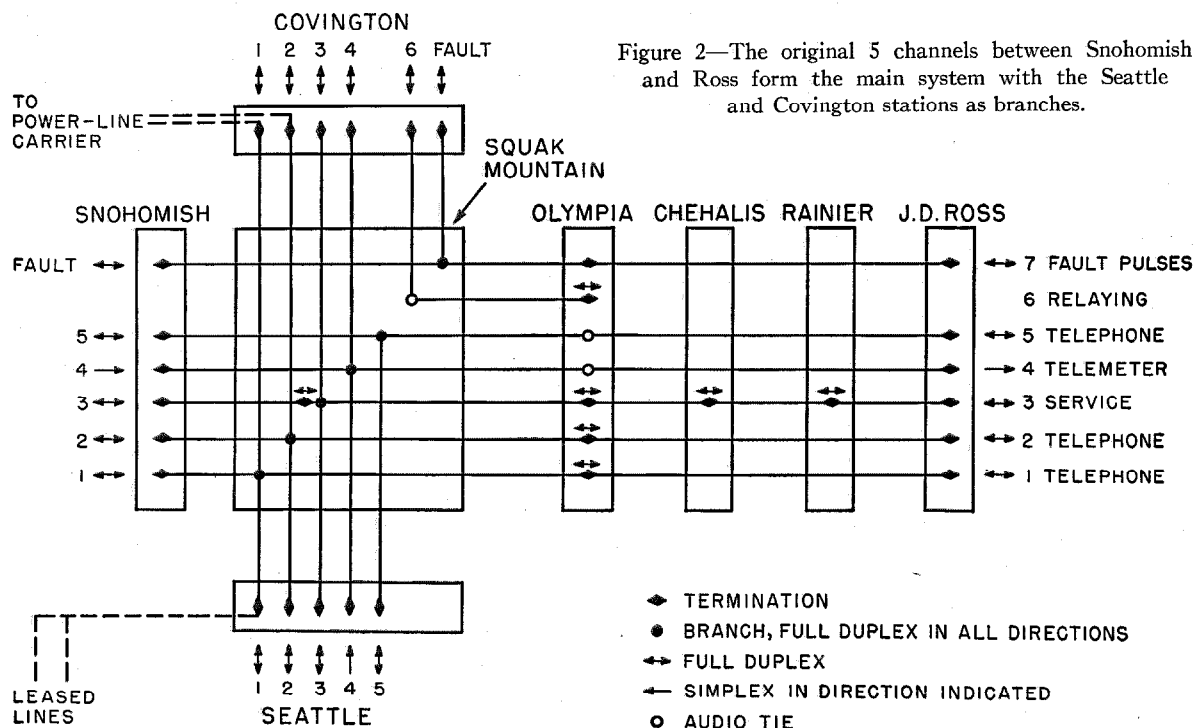 COVINGTON
1 2 3 4 6 FAULT
Figure 2—The original 5 channels between Snohomish
and Ross form the main system with the Seattle
and Covington stations as branches.
TO
POWER-LINE
CARRIER
SQUAK
MOUNTAIN
SNOHOMISH
OLYMPIA CHEHALIS RAINIER J.D. ROSS
FAULT
7 FAULT PULSES
6 RELAYING
5
5 TELEPHONE
4
4 TELEMETER
3
3 SERVICE
2
2 TELEPHONE
1
1 TELEPHONE
TERMINATION
BRANCH, FULL DUPLEX IN ALL DIRECTIONS
FULL DUPLEX
SIMPLEX IN DIRECTION INDICATED
AUDIO TIE
LEASED
LINES
1 2 3 4 5
SEATTLE